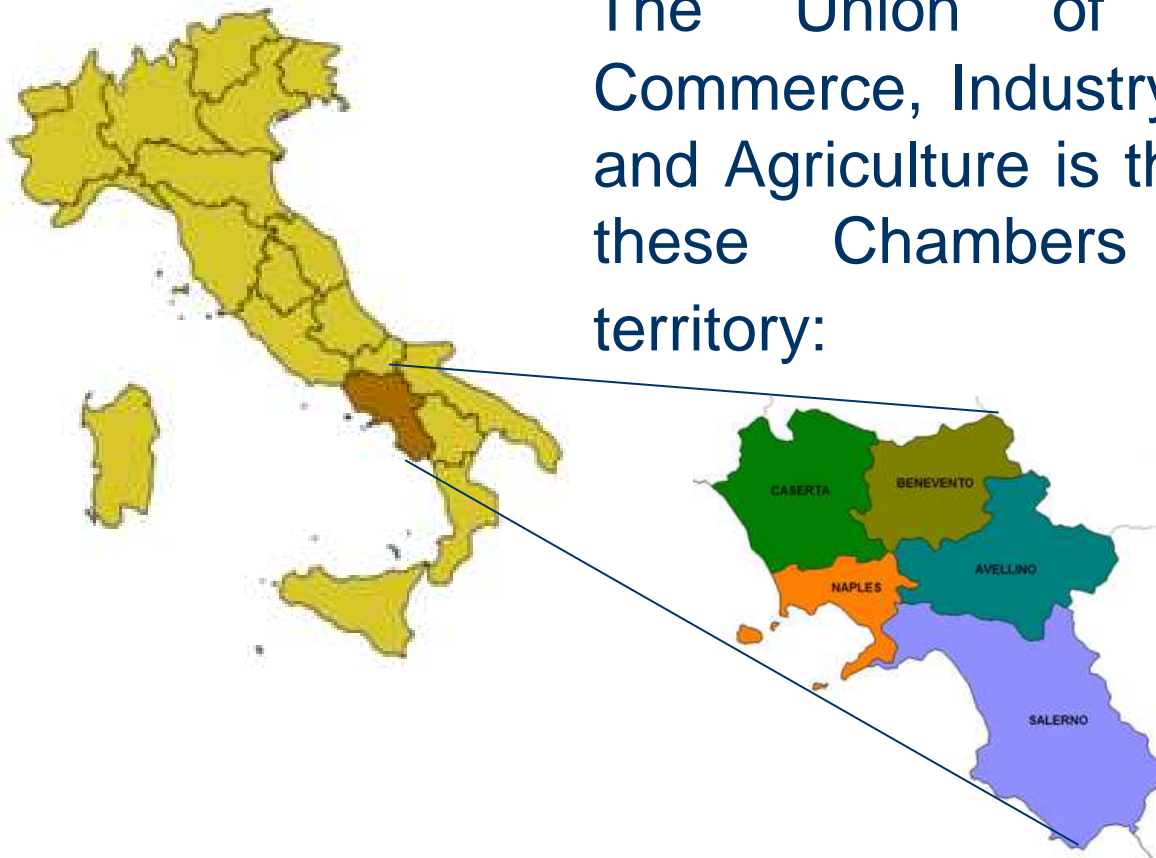 The Union of
Commerce, Industry
and Agriculture is th
these Chambers
territory:
CASERTA
BENEVENTO
AVELLINO
NAPLES
SALERNO